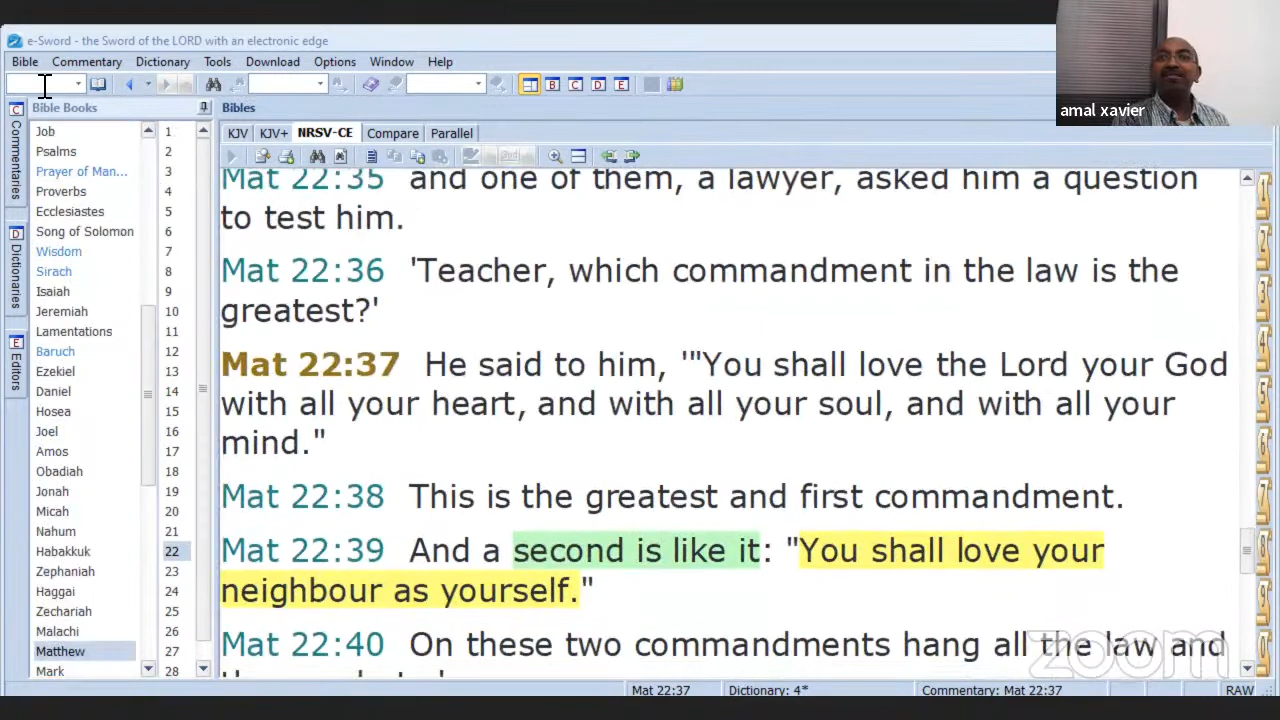 e-Sword - the Sword of the LORD with an electronic edge
Bible Commentary Dictionary Tools Download Options Window Help
amal xavier
B C D E
Bible Books
Bibles
C Commentaries
D Dictionaries
E Editors
KJV KJV+ NRSV-CE Compare Parallel
Job 1
Psalms 2
Prayer of Man... 3
Proverbs 4
Ecclesiastes 5
Song of Solomon 6
Wisdom 7
Sirach 8
Isaiah 9
Jeremiah 10
Lamentations 11
Baruch 12
Ezekiel 13
Daniel 14
Hosea 15
Joel 16
Amos 17
Obadiah 18
Jonah 19
Micah 20
Nahum 21
Habakkuk 22
Zephaniah 23
Haggai 24
Zechariah 25
Malachi 26
Matthew 27
Mark 28
Mat 22:35 and one of them, a lawyer, asked him a question
to test him.
Mat 22:36 'Teacher, which commandment in the law is the
greatest?'
Mat 22:37 He said to him, '"You shall love the Lord your God
with all your heart, and with all your soul, and with all your
mind."
Mat 22:38 This is the greatest and first commandment.
Mat 22:39 And a second is like it: "You shall love your
neighbour as yourself."
Mat 22:40 On these two commandments hang all the law and
zoom
Mat 22:37 Dictionary: 4* Commentary: Mat 22:37 RAW